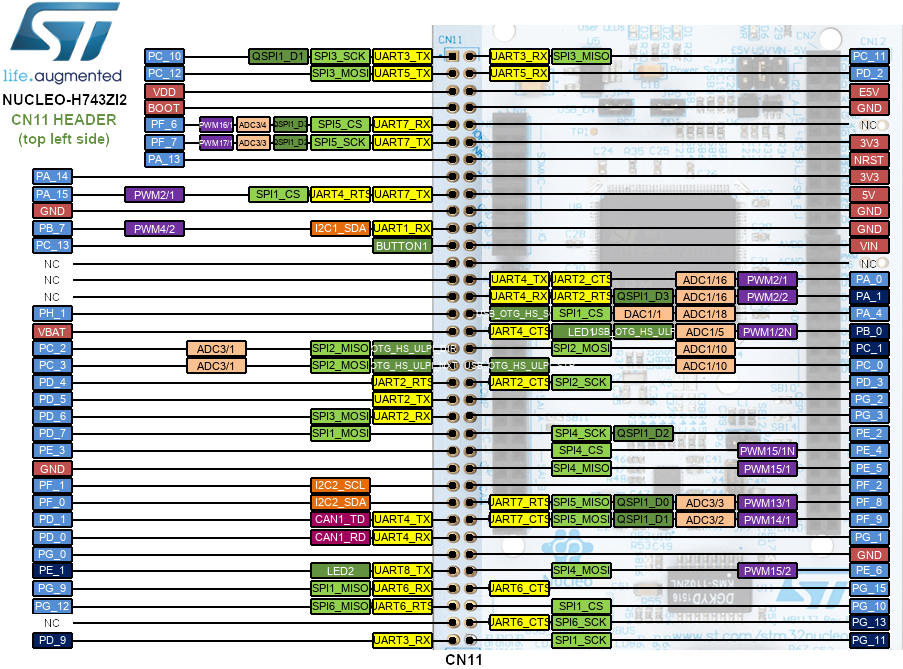 ST
life.augmented
NUCLEO-H743ZI2
CN11 HEADER
(top left side)
CN11 CN7 CN12
PC_10 QSPI1_D1 SPI3_SCK UART3_TX UART3_RX SPI3_MISO PC_11
PC_12 SPI3_MOSI UART5_TX UART5_RX PD_2
VDD E5V
BOOT GND
PF_6 PWM16/1 ADC3/4 QSPI1_D3 SPI5_CS UART7_RX NC
PF_7 PWM17/1 ADC3/3 QSPI1_D2 SPI5_SCK UART7_TX 3V3
PA_13 NRST
PA_14 3V3
PA_15 PWM2/1 SPI1_CS UART4_RTS UART7_TX 5V
GND GND
PB_7 PWM4/2 I2C1_SDA UART1_RX GND
PC_13 BUTTON1 VIN
NC NC
NC UART4_TX UART2_CTS ADC1/16 PWM2/1 PA_0
NC UART4_RX UART2_RTS QSPI1_D3 ADC1/16 PWM2/2 PA_1
PH_1 SPI1_CS DAC1/1 ADC1/18 PA_4
VBAT UART4_CTS LED1 ADC1/5 PWM1/2N PB_0
PC_2 ADC3/1 SPI2_MISO SPI2_MOSI ADC1/10 PC_1
PC_3 ADC3/1 SPI2_MOSI ADC1/10 PC_0
PD_4 UART2_RTS UART2_CTS SPI2_SCK PD_3
PD_5 UART2_TX PG_2
PD_6 SPI3_MOSI UART2_RX PG_3
PD_7 SPI1_MOSI SPI4_SCK QSPI1_D2 PE_2
PE_3 SPI4_CS PWM15/1N PE_4
GND SPI4_MISO PWM15/1 PE_5
PF_1 I2C2_SCL PF_2
PF_0 I2C2_SDA UART7_RTS SPI5_MISO QSPI1_D0 ADC3/3 PWM13/1 PF_8
PD_1 CAN1_TD UART4_TX UART7_CTS SPI5_MOSI QSPI1_D1 ADC3/2 PWM14/1 PF_9
PD_0 CAN1_RD UART4_RX PG_1
PG_0 GND
PE_1 LED2 UART8_TX SPI4_MOSI PWM15/2 PE_6
PG_9 SPI1_MISO UART6_RX UART6_CTS PG_15
PG_12 SPI6_MISO UART6_RTS SPI1_CS PG_10
NC UART6_CTS SPI6_SCK PG_13
PD_9 UART3_RX SPI1_SCK PG_11
CN11